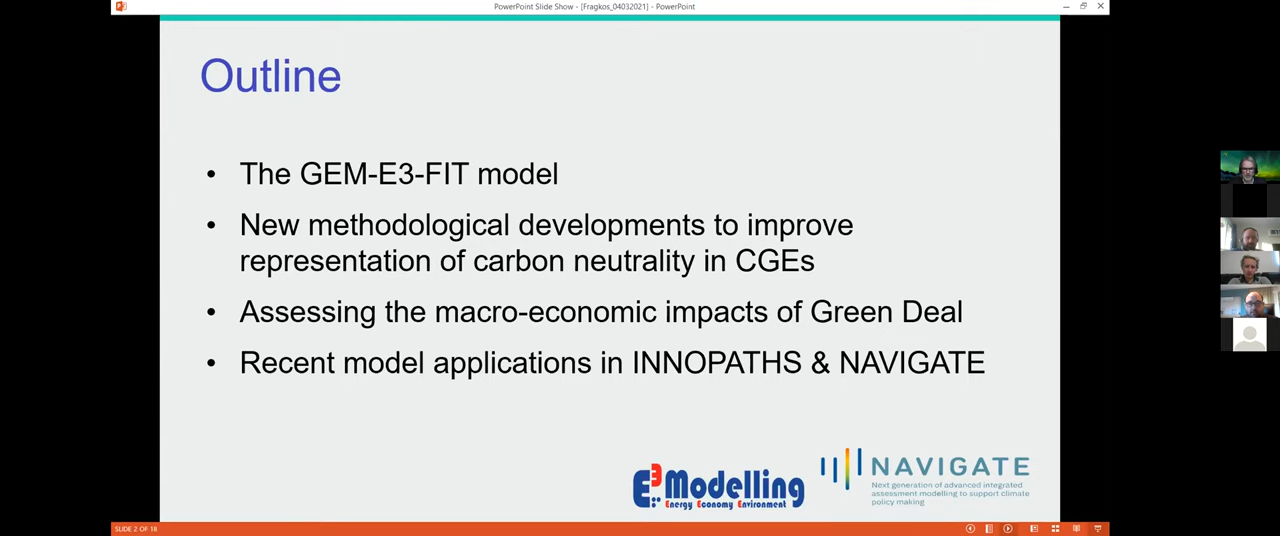 PowerPoint Slide Show - [Fragkos_04032021] - PowerPoint
Outline
• The GEM-E3-FIT model
• New methodological developments to improve
representation of carbon neutrality in CGEs
• Assessing the macro-economic impacts of Green Deal
• Recent model applications in INNOPATHS & NAVIGATE
E3Modelling
Energy Economy Environment
NAVIGATE
Next generation of advanced integrated
assessment modelling to support climate
policy making
SLIDE 2 OF 18